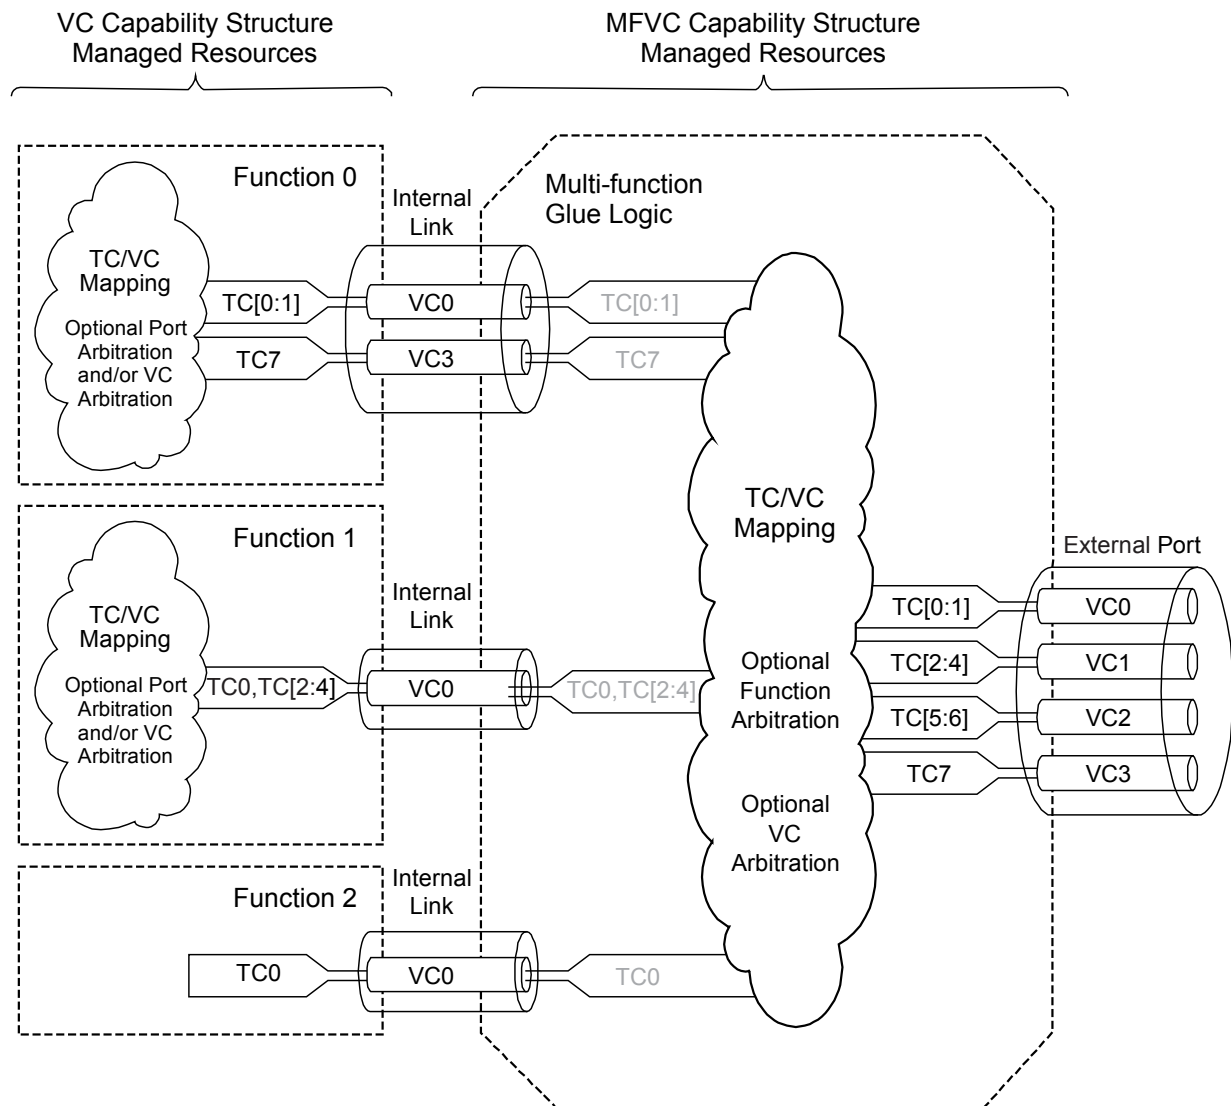 VC Capability Structure
Managed Resources
MFVC Capability Structure
Managed Resources
Function 0
TC/VC
Mapping
Optional Port
Arbitration
and/or VC
Arbitration
TC[0:1]
TC7
Internal
Link
VC0
VC3
Multi-function
Glue Logic
TC[0:1]
TC7
Function 1
TC/VC
Mapping
Optional Port
Arbitration
and/or VC
Arbitration
TC0,TC[2:4]
Internal
Link
VC0
TC0,TC[2:4]
Function 2
TC0
Internal
Link
VC0
TC0
TC/VC
Mapping
Optional
Function
Arbitration
Optional
VC
Arbitration
TC[0:1]
TC[2:4]
TC[5:6]
TC7
External Port
VC0
VC1
VC2
VC3